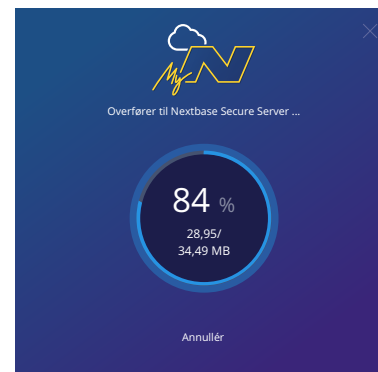 My N
Overfører til Nextbase Secure Server ...
84 %
28,95/
34,49 MB
Annullér